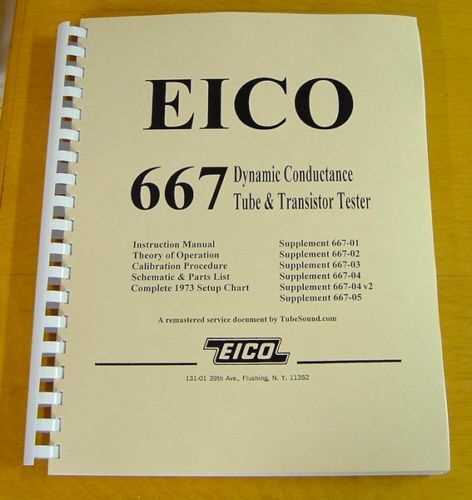 EICO
667 Dynamic Conductance
Tube & Transistor Tester
Instruction Manual
Theory of Operation
Calibration Procedure
Schematic & Parts List
Complete 1973 Setup Chart
Supplement 667-01
Supplement 667-02
Supplement 667-03
Supplement 667-04
Supplement 667-04 v2
Supplement 667-05
A remastered service document by TubeSound.com
EICO
131-01 39th Ave., Flushing, N. Y. 11352